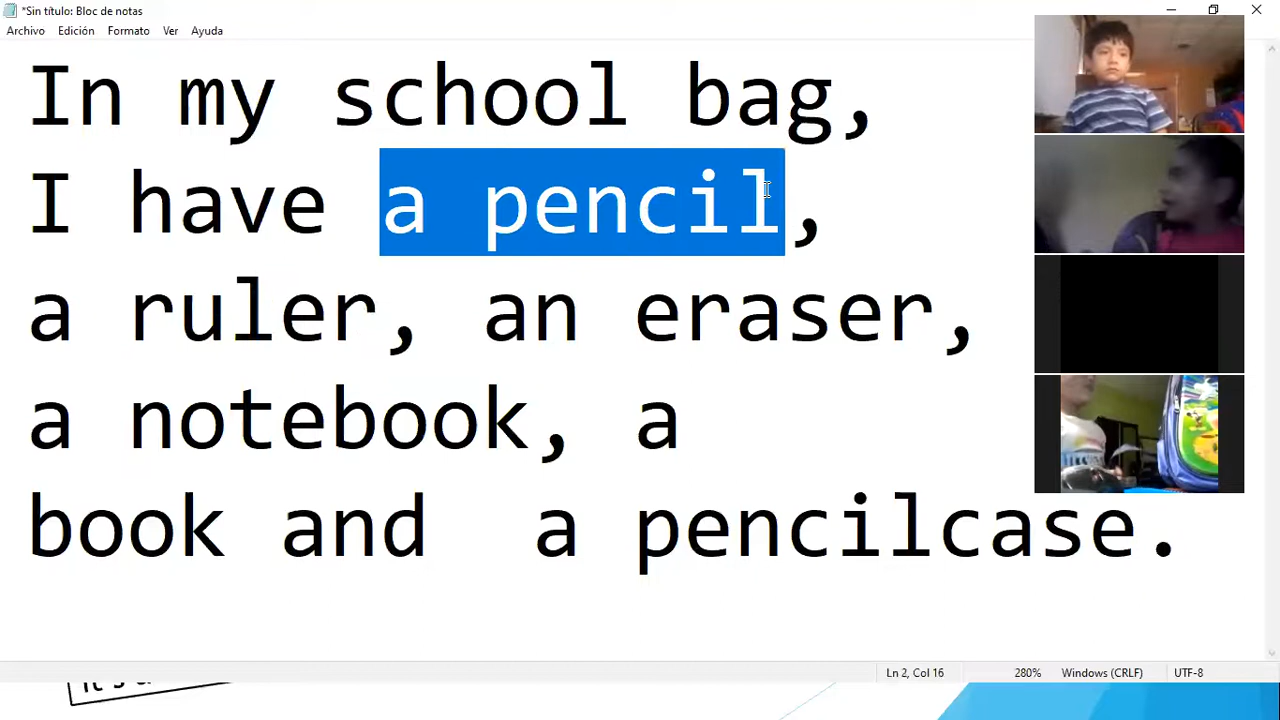 *Sin título: Bloc de notas
Archivo Edición Formato Ver Ayuda
In my school bag,
I have a pencil,
a ruler, an eraser,
a notebook, a
book and  a pencilcase.
Ln 2, Col 16 280% Windows (CRLF) UTF-8